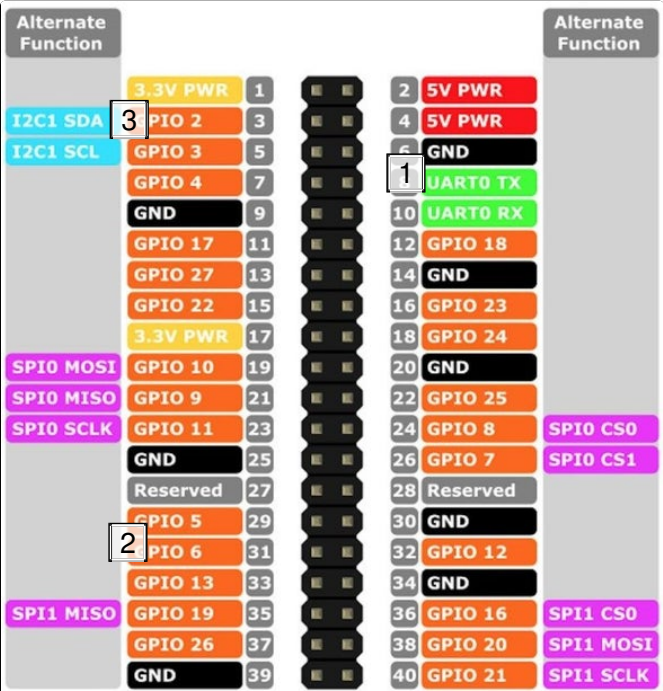 Alternate Function Alternate Function
3.3V PWR 1 2 5V PWR
I2C1 SDA 3 GPIO 2 3 4 5V PWR
I2C1 SCL GPIO 3 5 6 GND
1
GPIO 4 7 8 UART0 TX
GND 9 10 UART0 RX
GPIO 17 11 12 GPIO 18
GPIO 27 13 14 GND
GPIO 22 15 16 GPIO 23
3.3V PWR 17 18 GPIO 24
SPI0 MOSI GPIO 10 19 20 GND
SPI0 MISO GPIO 9 21 22 GPIO 25
SPI0 SCLK GPIO 11 23 24 GPIO 8 SPI0 CS0
GND 25 26 GPIO 7 SPI0 CS1
Reserved 27 28 Reserved
GPIO 5 29 30 GND
2
GPIO 6 31 32 GPIO 12
GPIO 13 33 34 GND
SPI1 MISO GPIO 19 35 36 GPIO 16 SPI1 CS0
GPIO 26 37 38 GPIO 20 SPI1 MOSI
GND 39 40 GPIO 21 SPI1 SCLK